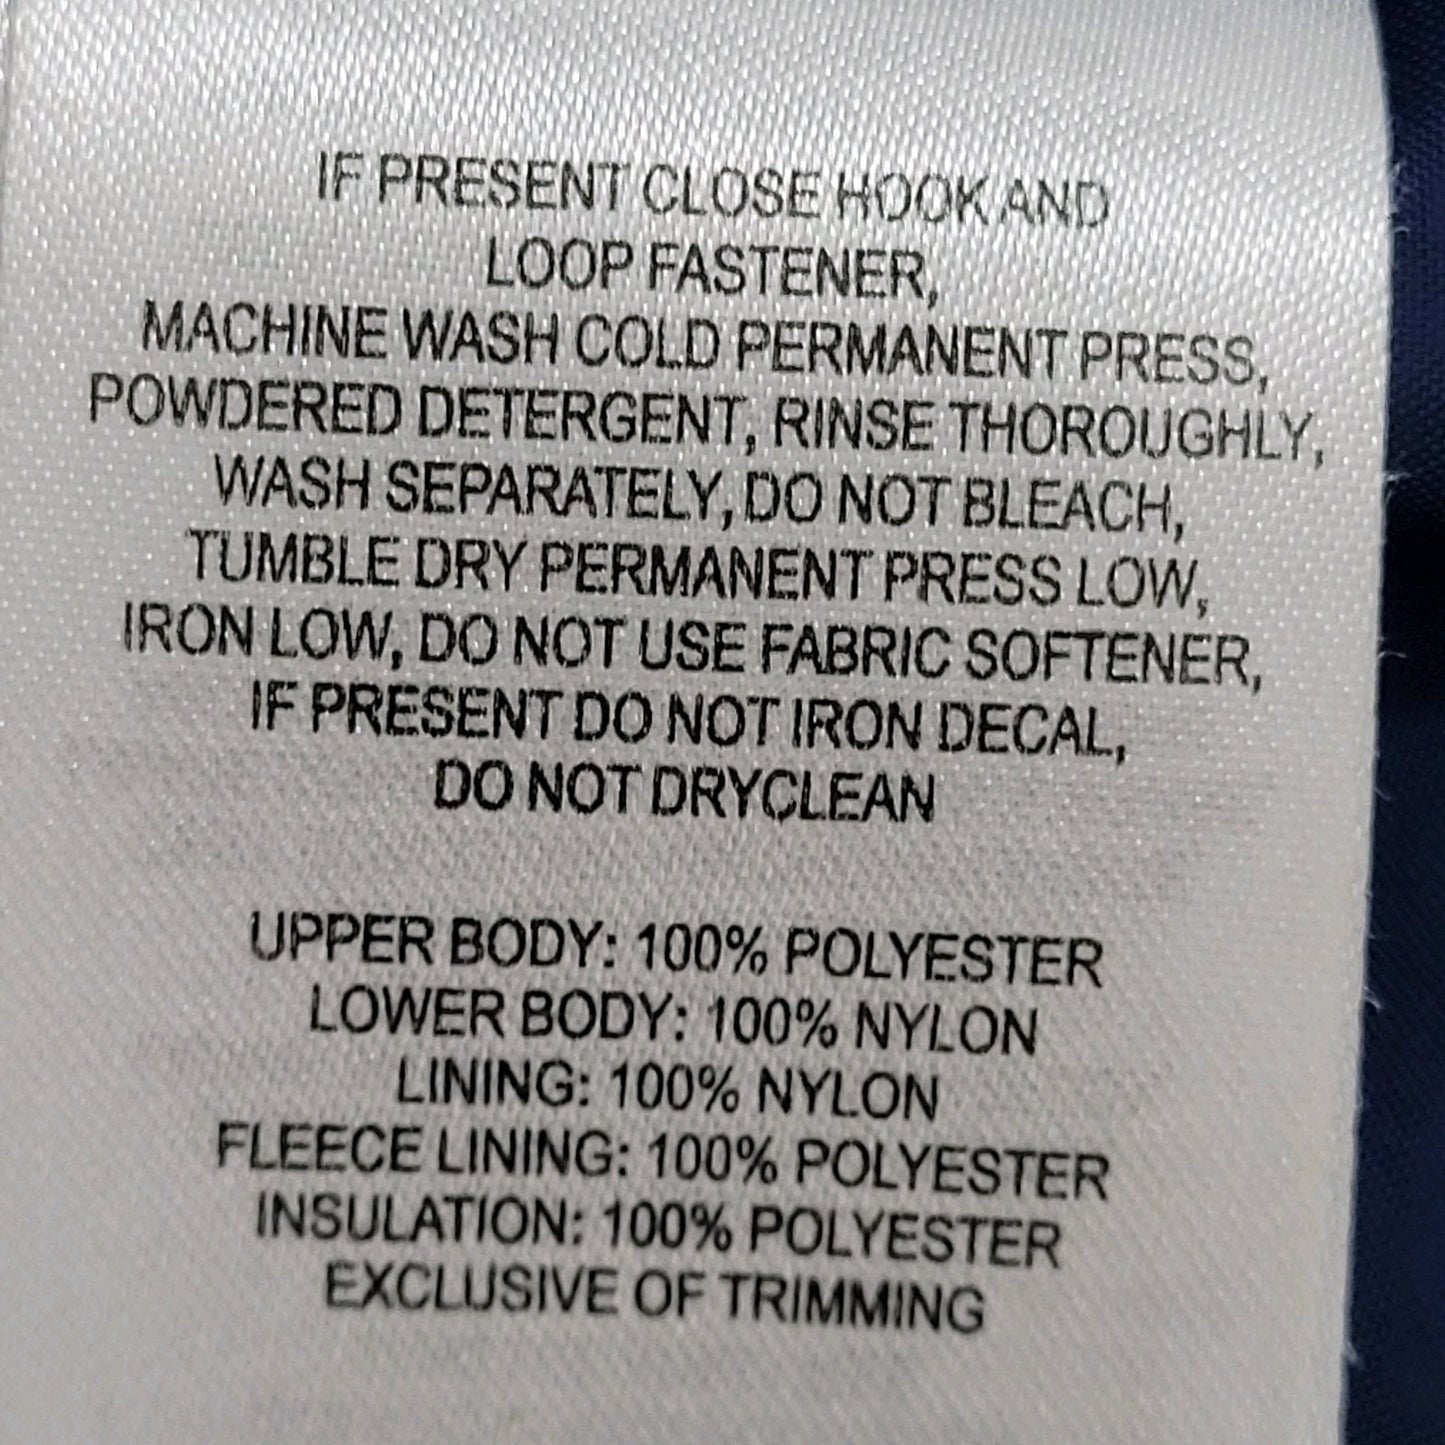 IF PRESENT CLOSE HOOK AND
LOOP FASTENER,
MACHINE WASH COLD PERMANENT PRESS,
POWDERED DETERGENT, RINSE THOROUGHLY,
WASH SEPARATELY, DO NOT BLEACH,
TUMBLE DRY PERMANENT PRESS LOW,
IRON LOW, DO NOT USE FABRIC SOFTENER,
IF PRESENT DO NOT IRON DECAL,
DO NOT DRYCLEAN
UPPER BODY: 100% POLYESTER
LOWER BODY: 100% NYLON
LINING: 100% NYLON
FLEECE LINING: 100% POLYESTER
INSULATION: 100% POLYESTER
EXCLUSIVE OF TRIMMING